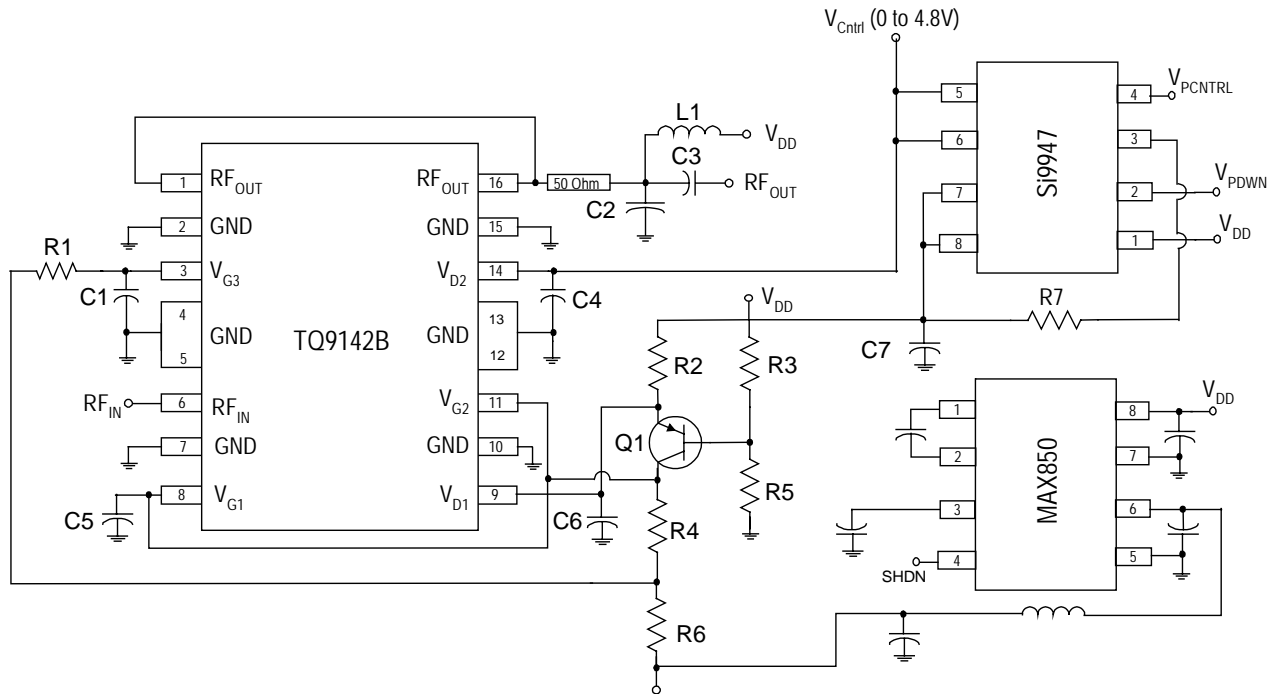 V_Cntrl (0 to 4.8V)
5
6
7
8
Si9947
4
3
2
1
V_PCNTRL
V_PDWN
V_DD
R7
C7
L1
V_DD
C3
RF_OUT
50 Ohm
C2
1
2
3
4
5
6
7
8
RF_OUT
GND
V_G3
GND
RF_IN
GND
V_G1
TQ9142B
RF_OUT
GND
V_D2
GND
V_G2
GND
V_D1
16
15
14
13
12
11
10
9
R1
C1
RF_IN
C5
C4
C6
V_DD
R2
R3
Q1
R5
R4
R6
1
2
3
4
SHDN
MAX850
8
7
6
5
V_DD